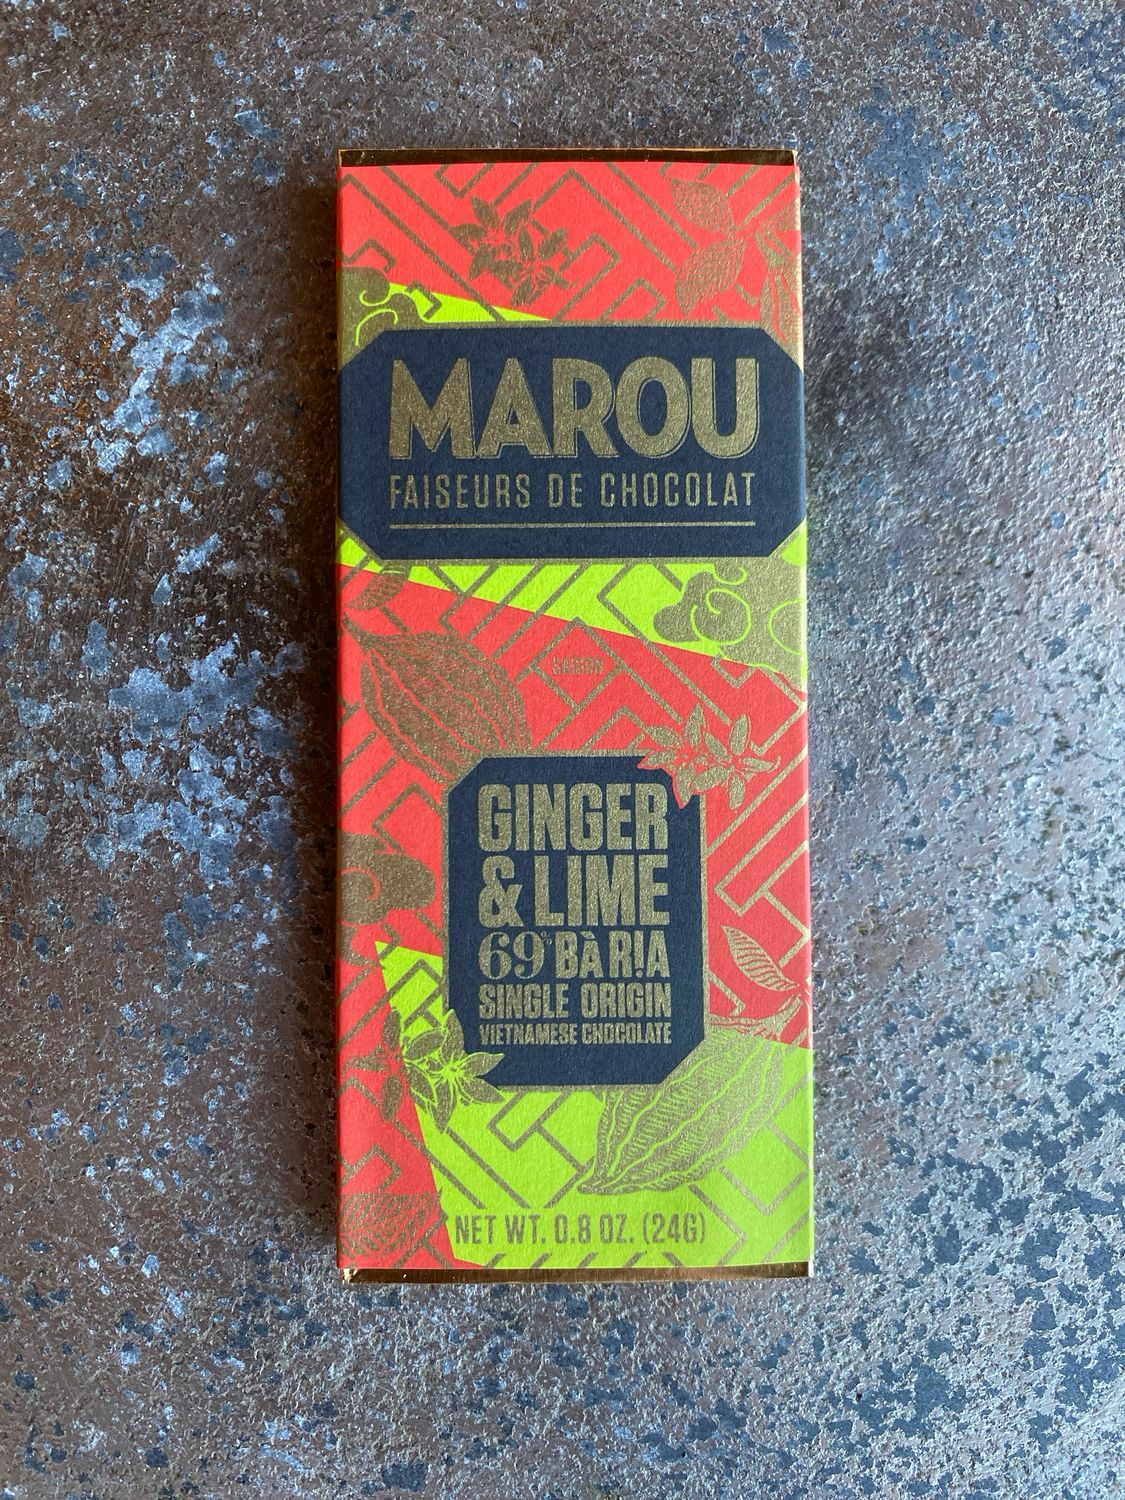 MAROU
FAISEURS DE CHOCOLAT
SAIGON
GINGER
& LIME
69% BÀ RỊA
SINGLE ORIGIN
VIETNAMESE CHOCOLATE
NET WT. 0.8 OZ. (24G)